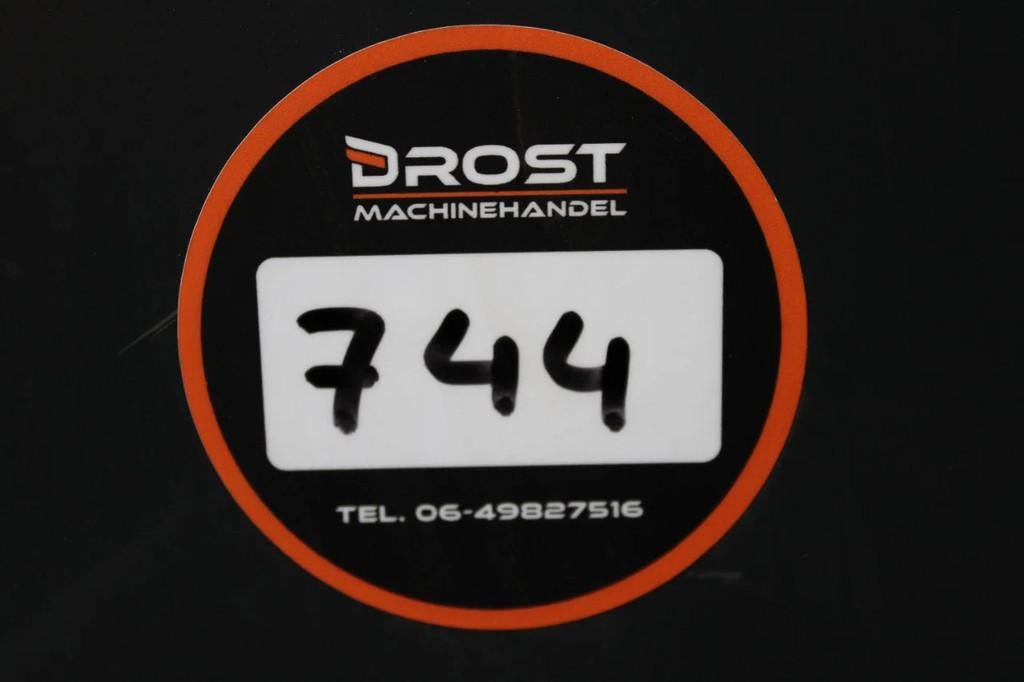 DROST
MACHINEHANDEL
744
TEL. 06-49827516